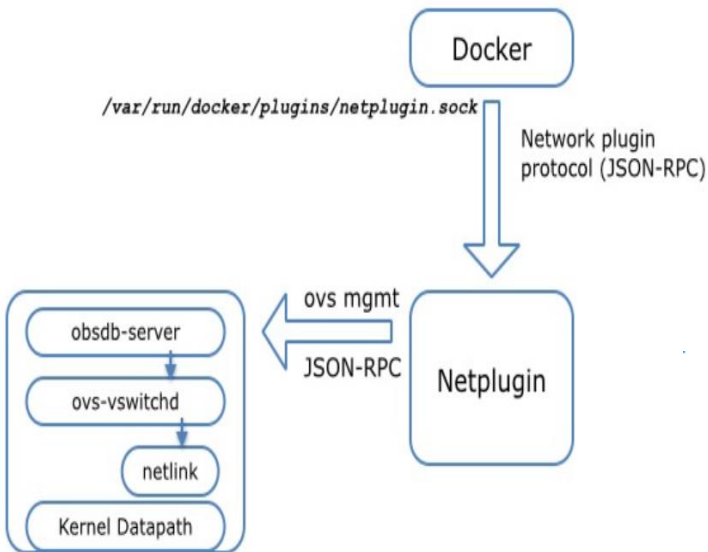 Docker
/var/run/docker/plugins/netplugin.sock
Network plugin
protocol (JSON-RPC)
ovs mgmt
JSON-RPC
Netplugin
obsdb-server
ovs-vswitchd
netlink
Kernel Datapath